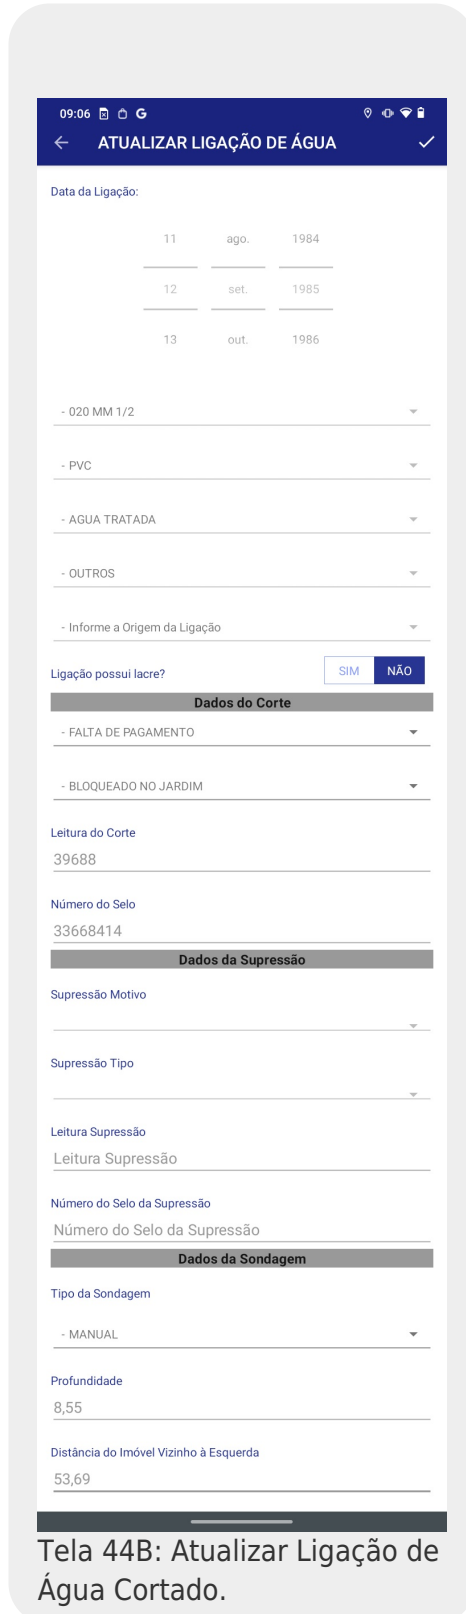 09:06 G
ATUALIZAR LIGAÇÃO DE ÁGUA
Data da Ligação:
11 ago. 1984
12 set. 1985
13 out. 1986
- 020 MM 1/2
- PVC
- AGUA TRATADA
- OUTROS
- Informe a Origem da Ligação
Ligação possui lacre? SIM NÃO
Dados do Corte
- FALTA DE PAGAMENTO
- BLOQUEADO NO JARDIM
Leitura do Corte
39688
Número do Selo
33668414
Dados da Supressão
Supressão Motivo
Supressão Tipo
Leitura Supressão
Leitura Supressão
Número do Selo da Supressão
Número do Selo da Supressão
Dados da Sondagem
Tipo da Sondagem
- MANUAL
Profundidade
8,55
Distância do Imóvel Vizinho à Esquerda
53,69
Tela 44B: Atualizar Ligação de
Água Cortado.